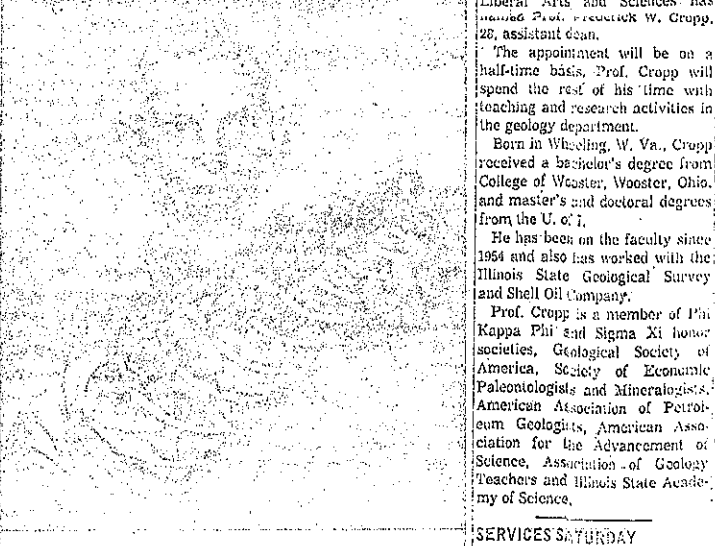 Liberal Arts and Sciences has
named Prof. Frederick W. Cropp,
28, assistant dean.
The appointment will be on a
half-time basis. Prof. Cropp will
spend the rest of his time with
teaching and research activities in
the geology department.
Born in Wheeling, W. Va., Cropp
received a bachelor's degree from
College of Wooster, Wooster, Ohio,
and master's and doctoral degrees
from the U. of I.
He has been on the faculty since
1954 and also has worked with the
Illinois State Geological Survey
and Shell Oil Company.
Prof. Cropp is a member of Phi
Kappa Phi and Sigma Xi honor
societies, Geological Society of
America, Society of Economic
Paleontologists and Mineralogists,
American Association of Petrol-
eum Geologists, American Asso-
ciation for the Advancement of
Science, Association of Geology
Teachers and Illinois State Acade-
my of Science.
SERVICES SATURDAY